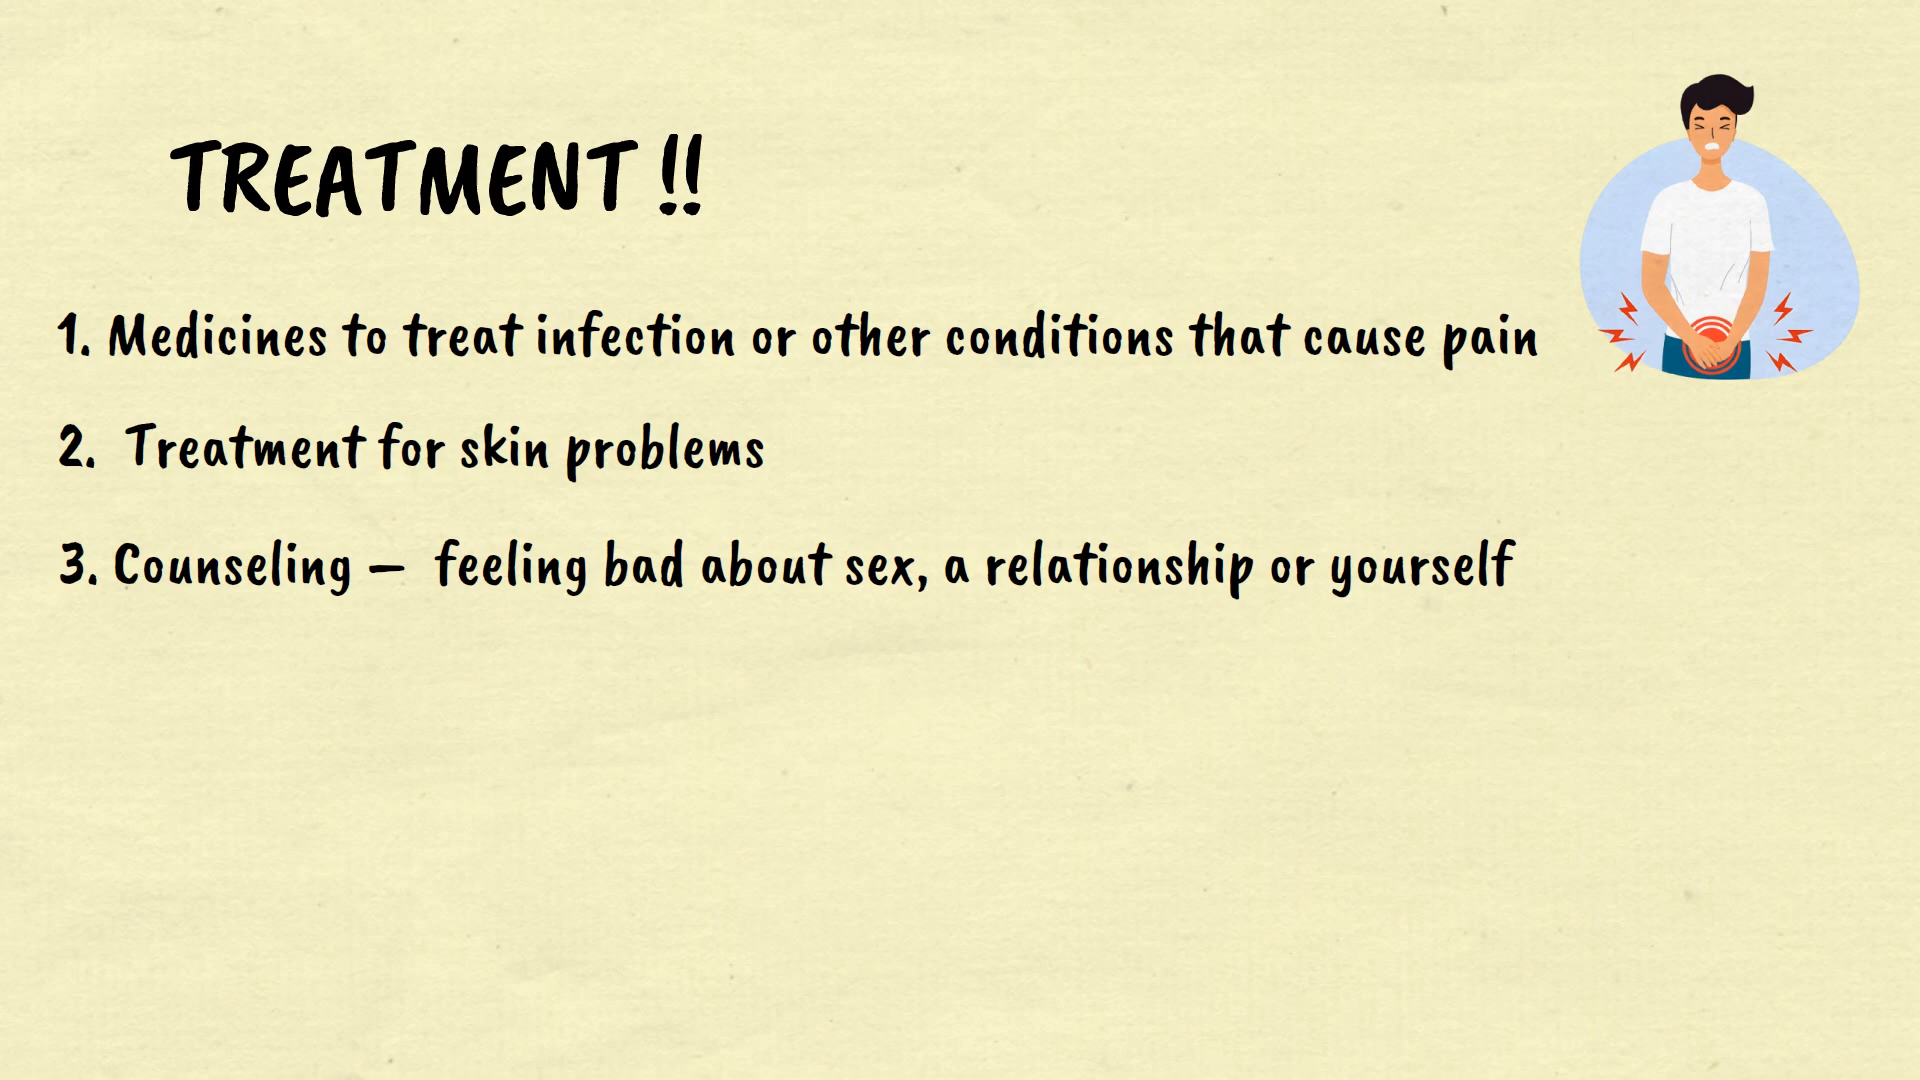 TREATMENT !!
1. Medicines to treat infection or other conditions that cause pain
2. Treatment for skin problems
3. Counseling – feeling bad about sex, a relationship or yourself